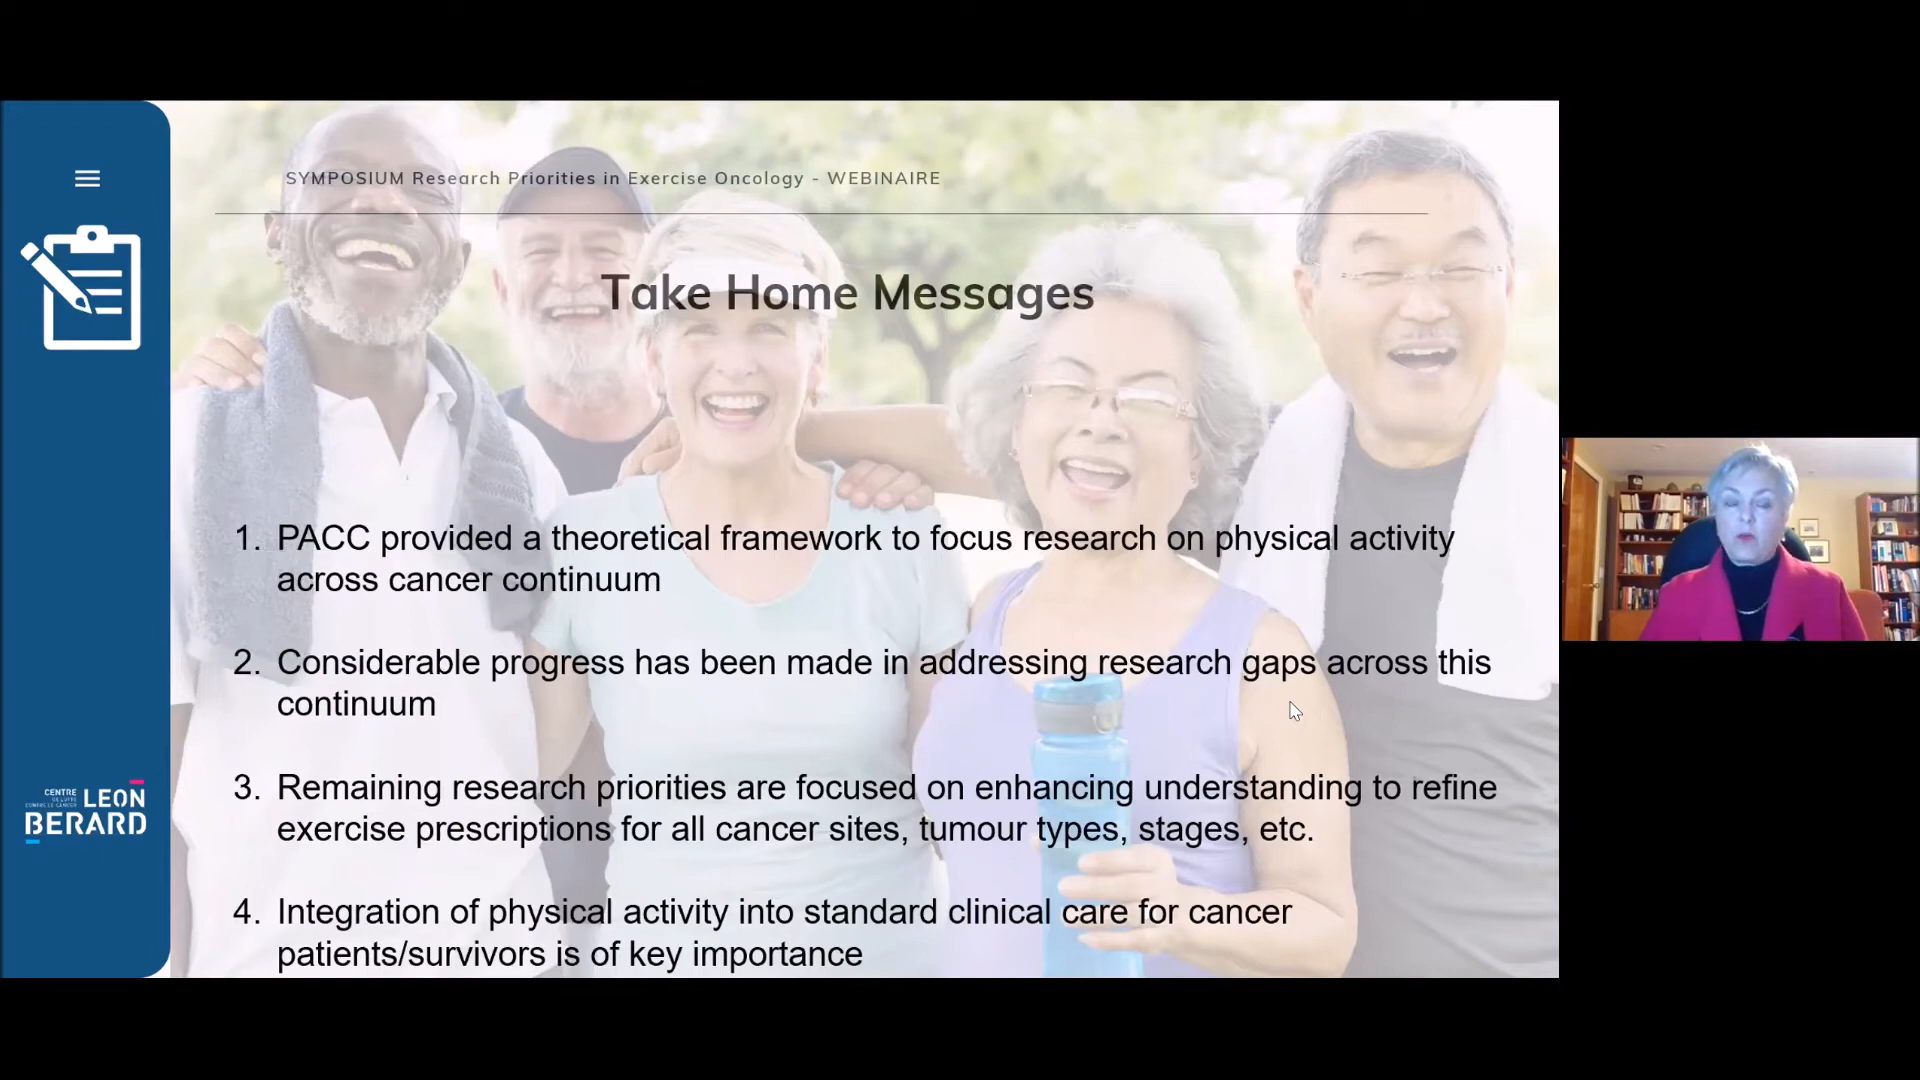 SYMPOSIUM Research Priorities in Exercise Oncology - WEBINAIRE
Take Home Messages
1. PACC provided a theoretical framework to focus research on physical activity
across cancer continuum
2. Considerable progress has been made in addressing research gaps across this
continuum
3. Remaining research priorities are focused on enhancing understanding to refine
exercise prescriptions for all cancer sites, tumour types, stages, etc.
4. Integration of physical activity into standard clinical care for cancer
patients/survivors is of key importance
CENTRE
LEON
BERARD